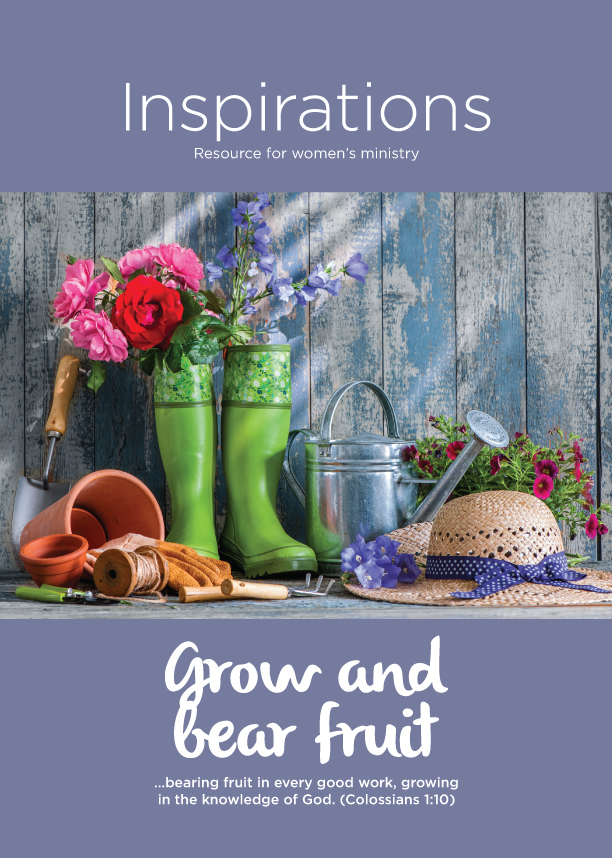 Inspirations
Resource for women's ministry
Grow and
bear fruit
...bearing fruit in every good work, growing
in the knowledge of God. (Colossians 1:10)